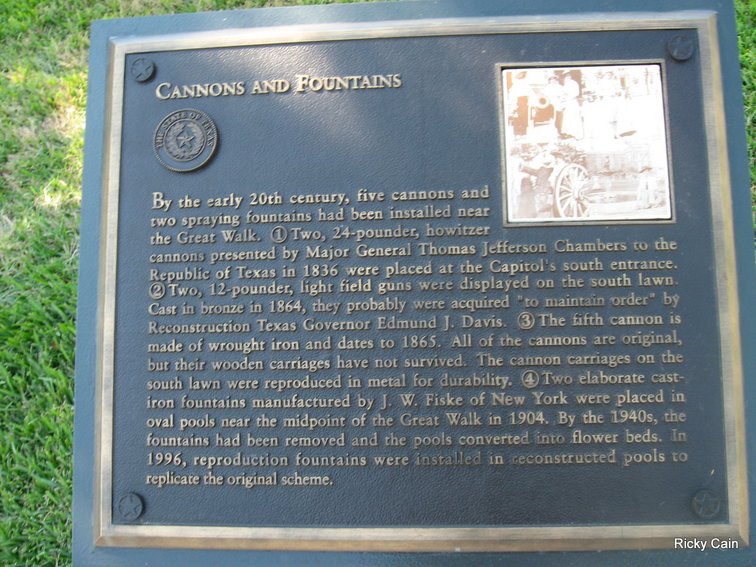 CANNONS AND FOUNTAINS
THE STATE OF TEXAS
By the early 20th century, five cannons and
two spraying fountains had been installed near
the Great Walk. ① Two, 24-pounder, howitzer
cannons presented by Major General Thomas Jefferson Chambers to the
Republic of Texas in 1836 were placed at the Capitol's south entrance.
② Two, 12-pounder, light field guns were displayed on the south lawn.
Cast in bronze in 1864, they probably were acquired "to maintain order" by
Reconstruction Texas Governor Edmund J. Davis. ③ The fifth cannon is
made of wrought iron and dates to 1865. All of the cannons are original,
but their wooden carriages have not survived. The cannon carriages on the
south lawn were reproduced in metal for durability. ④ Two elaborate cast-
iron fountains manufactured by J. W. Fiske of New York were placed in
oval pools near the midpoint of the Great Walk in 1904. By the 1940s, the
fountains had been removed and the pools converted into flower beds. In
1996, reproduction fountains were installed in reconstructed pools to
replicate the original scheme.
Ricky Cain